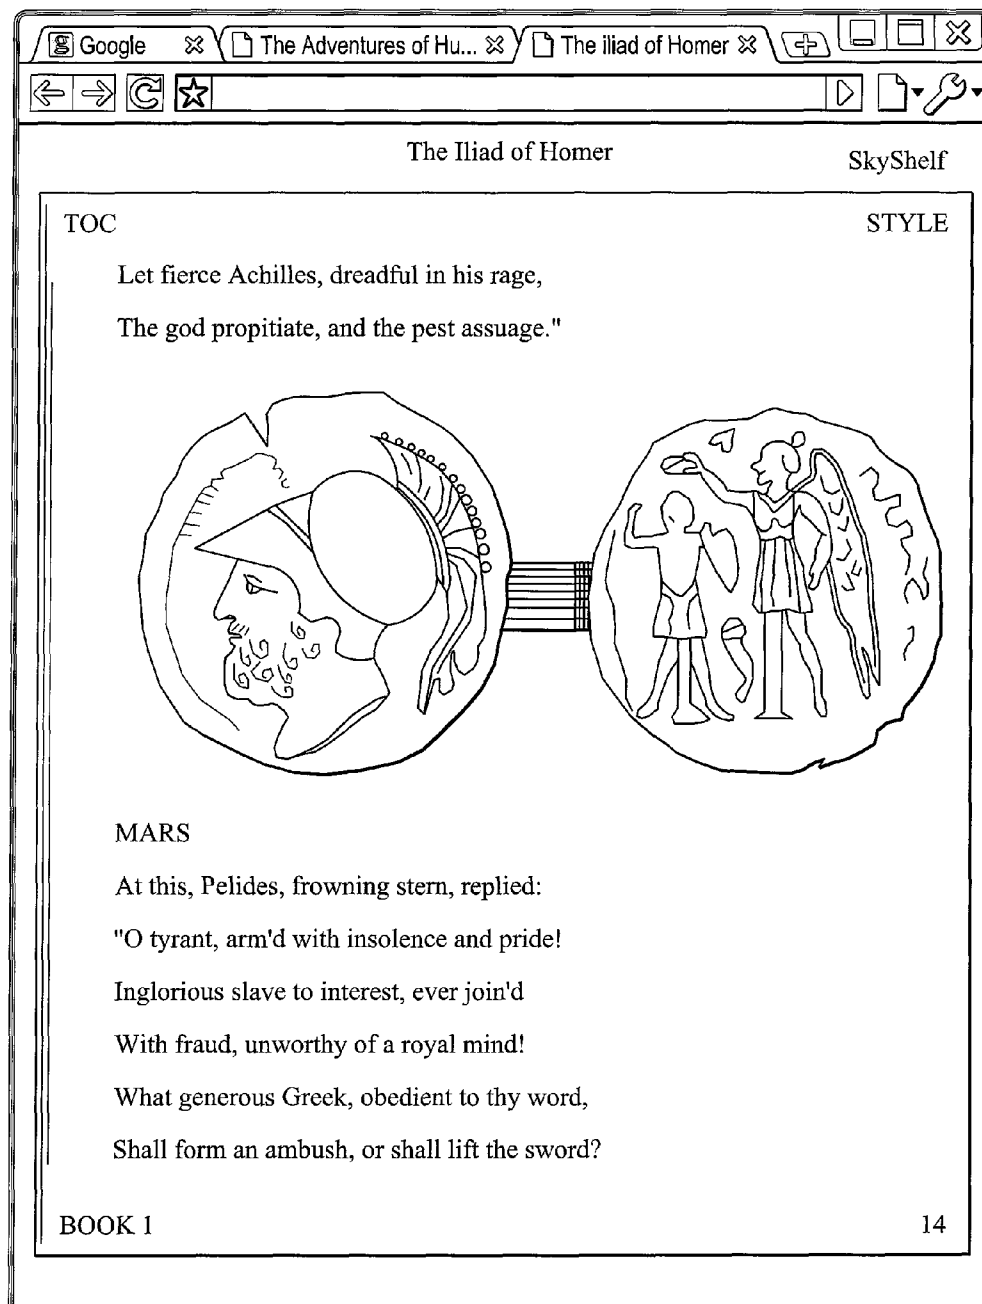 Google
The Adventures of Hu...
The iliad of Homer
The Iliad of Homer
SkyShelf
TOC
STYLE
Let fierce Achilles, dreadful in his rage,
The god propitiate, and the pest assuage."
MARS
At this, Pelides, frowning stern, replied:
"O tyrant, arm'd with insolence and pride!
Inglorious slave to interest, ever join'd
With fraud, unworthy of a royal mind!
What generous Greek, obedient to thy word,
Shall form an ambush, or shall lift the sword?
BOOK 1
14